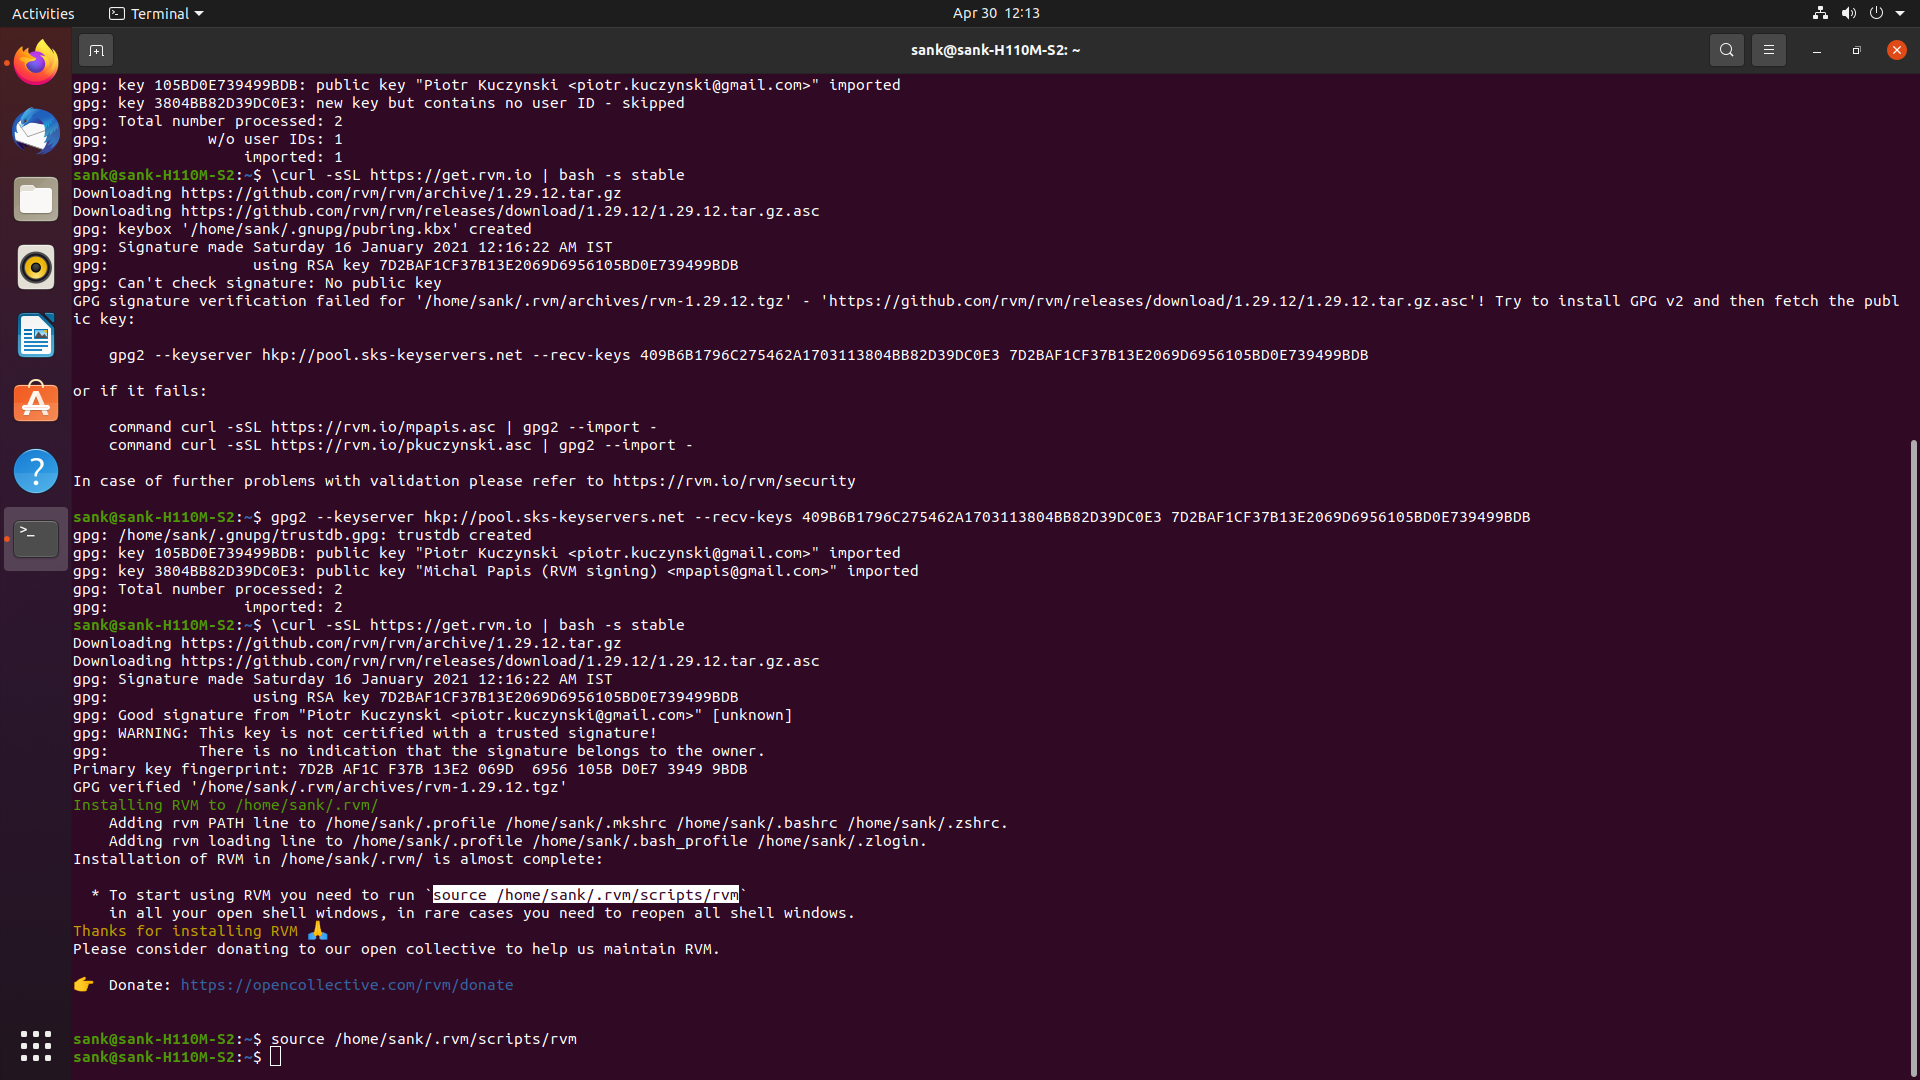 Activities
Terminal
Apr 30  12:13
sank@sank-H110M-S2: ~
gpg: key 105BD0E739499BDB: public key "Piotr Kuczynski <piotr.kuczynski@gmail.com>" imported
gpg: key 3804BB82D39DC0E3: new key but contains no user ID - skipped
gpg: Total number processed: 2
gpg:           w/o user IDs: 1
gpg:               imported: 1
sank@sank-H110M-S2:~$ \curl -sSL https://get.rvm.io | bash -s stable
Downloading https://github.com/rvm/rvm/archive/1.29.12.tar.gz
Downloading https://github.com/rvm/rvm/releases/download/1.29.12/1.29.12.tar.gz.asc
gpg: keybox '/home/sank/.gnupg/pubring.kbx' created
gpg: Signature made Saturday 16 January 2021 12:16:22 AM IST
gpg:                using RSA key 7D2BAF1CF37B13E2069D6956105BD0E739499BDB
gpg: Can't check signature: No public key
GPG signature verification failed for '/home/sank/.rvm/archives/rvm-1.29.12.tgz' - 'https://github.com/rvm/rvm/releases/download/1.29.12/1.29.12.tar.gz.asc'! Try to install GPG v2 and then fetch the publ
ic key:
    gpg2 --keyserver hkp://pool.sks-keyservers.net --recv-keys 409B6B1796C275462A1703113804BB82D39DC0E3 7D2BAF1CF37B13E2069D6956105BD0E739499BDB
or if it fails:
    command curl -sSL https://rvm.io/mpapis.asc | gpg2 --import -
    command curl -sSL https://rvm.io/pkuczynski.asc | gpg2 --import -
In case of further problems with validation please refer to https://rvm.io/rvm/security
sank@sank-H110M-S2:~$ gpg2 --keyserver hkp://pool.sks-keyservers.net --recv-keys 409B6B1796C275462A1703113804BB82D39DC0E3 7D2BAF1CF37B13E2069D6956105BD0E739499BDB
gpg: /home/sank/.gnupg/trustdb.gpg: trustdb created
gpg: key 105BD0E739499BDB: public key "Piotr Kuczynski <piotr.kuczynski@gmail.com>" imported
gpg: key 3804BB82D39DC0E3: public key "Michal Papis (RVM signing) <mpapis@gmail.com>" imported
gpg: Total number processed: 2
gpg:               imported: 2
sank@sank-H110M-S2:~$ \curl -sSL https://get.rvm.io | bash -s stable
Downloading https://github.com/rvm/rvm/archive/1.29.12.tar.gz
Downloading https://github.com/rvm/rvm/releases/download/1.29.12/1.29.12.tar.gz.asc
gpg: Signature made Saturday 16 January 2021 12:16:22 AM IST
gpg:                using RSA key 7D2BAF1CF37B13E2069D6956105BD0E739499BDB
gpg: Good signature from "Piotr Kuczynski <piotr.kuczynski@gmail.com>" [unknown]
gpg: WARNING: This key is not certified with a trusted signature!
gpg:          There is no indication that the signature belongs to the owner.
Primary key fingerprint: 7D2B AF1C F37B 13E2 069D  6956 105B D0E7 3949 9BDB
GPG verified '/home/sank/.rvm/archives/rvm-1.29.12.tgz'
Installing RVM to /home/sank/.rvm/
    Adding rvm PATH line to /home/sank/.profile /home/sank/.mkshrc /home/sank/.bashrc /home/sank/.zshrc.
    Adding rvm loading line to /home/sank/.profile /home/sank/.bash_profile /home/sank/.zlogin.
Installation of RVM in /home/sank/.rvm/ is almost complete:
  * To start using RVM you need to run `source /home/sank/.rvm/scripts/rvm`
    in all your open shell windows, in rare cases you need to reopen all shell windows.
Thanks for installing RVM 🙏
Please consider donating to our open collective to help us maintain RVM.
👉  Donate: https://opencollective.com/rvm/donate
sank@sank-H110M-S2:~$ source /home/sank/.rvm/scripts/rvm
sank@sank-H110M-S2:~$